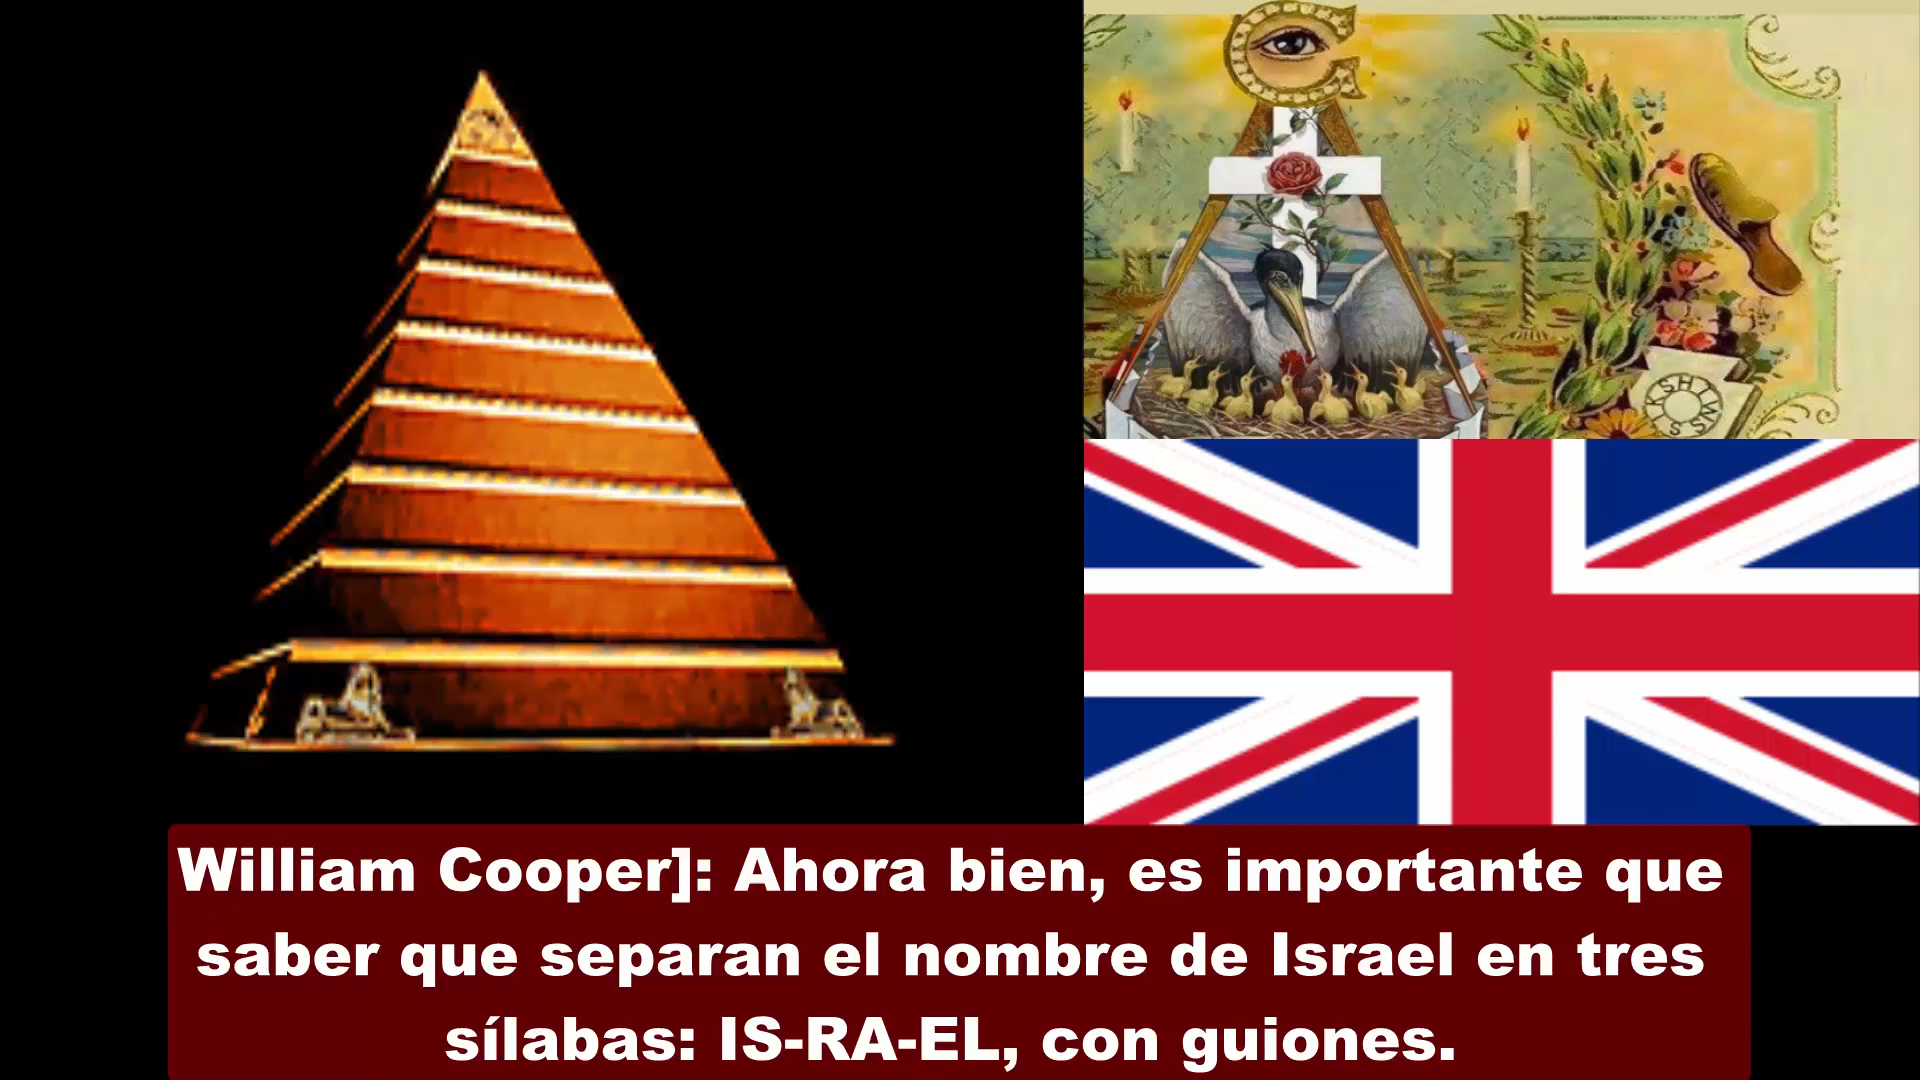 William Cooper]: Ahora bien, es importante que
saber que separan el nombre de Israel en tres
sílabas: IS-RA-EL, con guiones.